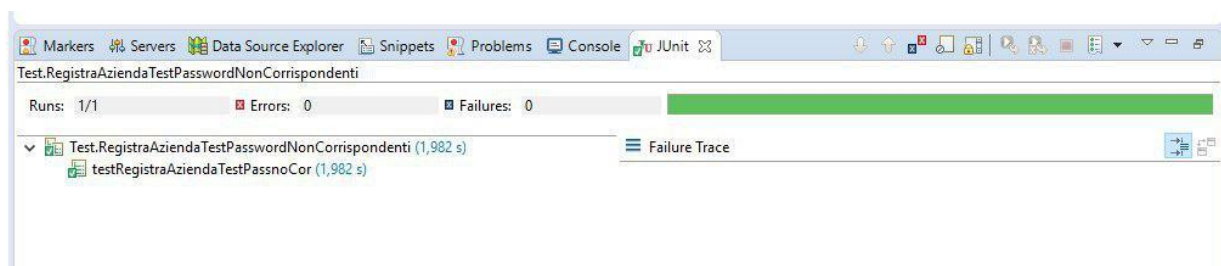 Markers Servers Data Source Explorer Snippets Problems Console JUnit
Test.RegistraAziendaTestPasswordNonCorrispondenti
Runs: 1/1 Errors: 0 Failures: 0
Test.RegistraAziendaTestPasswordNonCorrispondenti (1,982 s) Failure Trace
testRegistraAziendaTestPassnoCor (1,982 s)